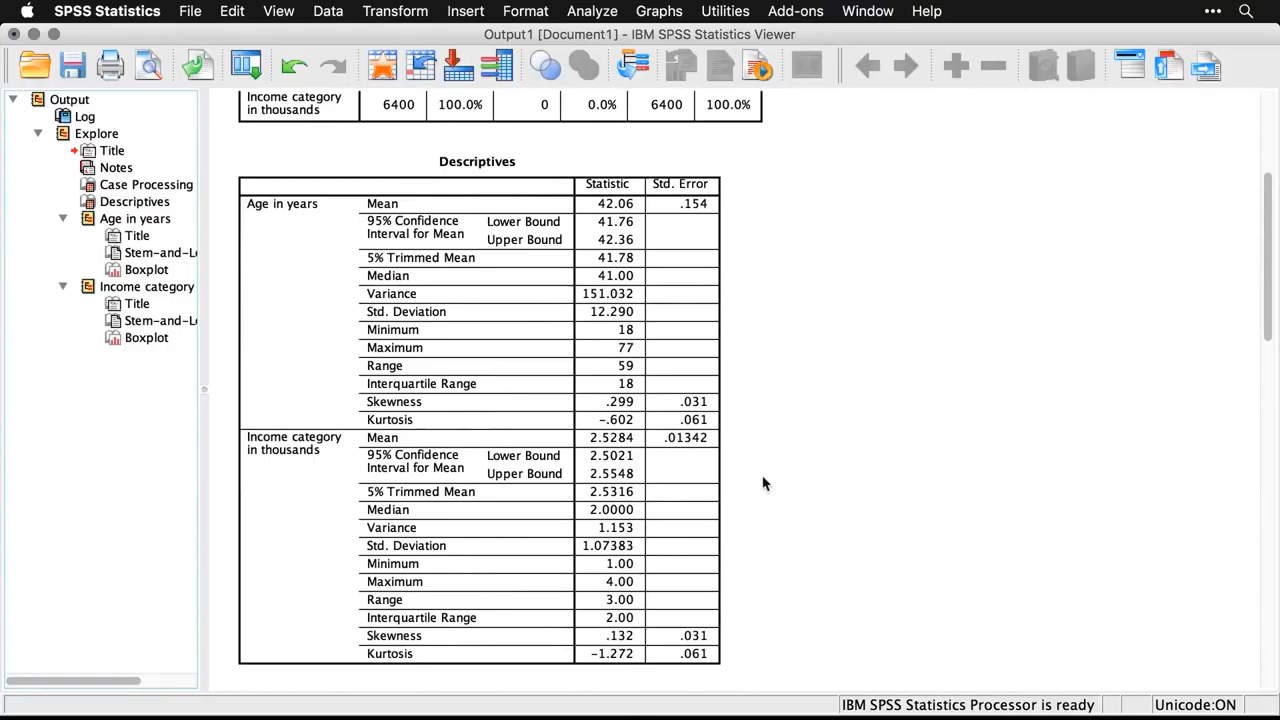 SPSS Statistics File Edit View Data Transform Insert Format Analyze Graphs Utilities Add-ons Window Help
Output1 [Document1] - IBM SPSS Statistics Viewer
Output
Log
Explore
Title
Notes
Case Processing
Descriptives
Age in years
Title
Stem-and-Le
Boxplot
Income category
Title
Stem-and-Le
Boxplot
Income category
in thousands 6400 100.0% 0 0.0% 6400 100.0%
Descriptives
Statistic Std. Error
Age in years Mean 42.06 .154
95% Confidence Lower Bound 41.76
Interval for Mean Upper Bound 42.36
5% Trimmed Mean 41.78
Median 41.00
Variance 151.032
Std. Deviation 12.290
Minimum 18
Maximum 77
Range 59
Interquartile Range 18
Skewness .299 .031
Kurtosis -.602 .061
Income category Mean 2.5284 .01342
in thousands
95% Confidence Lower Bound 2.5021
Interval for Mean Upper Bound 2.5548
5% Trimmed Mean 2.5316
Median 2.0000
Variance 1.153
Std. Deviation 1.07383
Minimum 1.00
Maximum 4.00
Range 3.00
Interquartile Range 2.00
Skewness .132 .031
Kurtosis -1.272 .061
IBM SPSS Statistics Processor is ready Unicode:ON